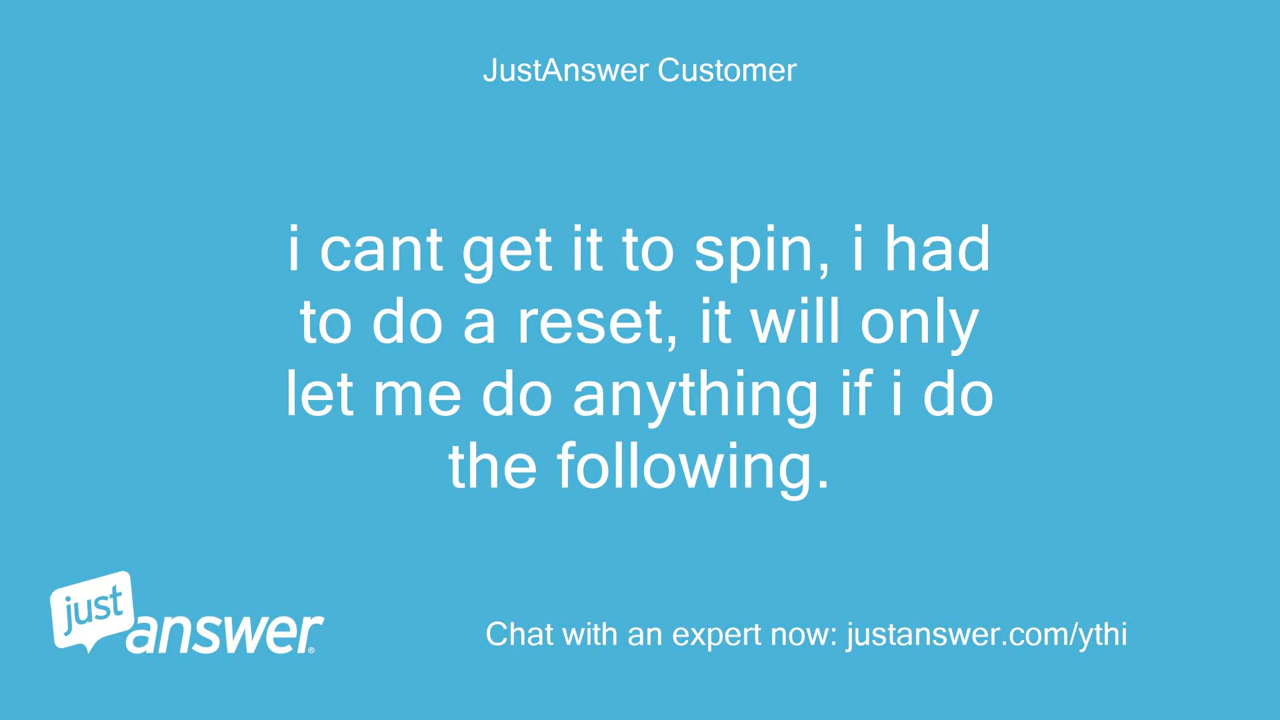 JustAnswer Customer
i cant get it to spin, i had
to do a reset, it will only
let me do anything if i do
the following.
just
answer®
Chat with an expert now: justanswer.com/ythi